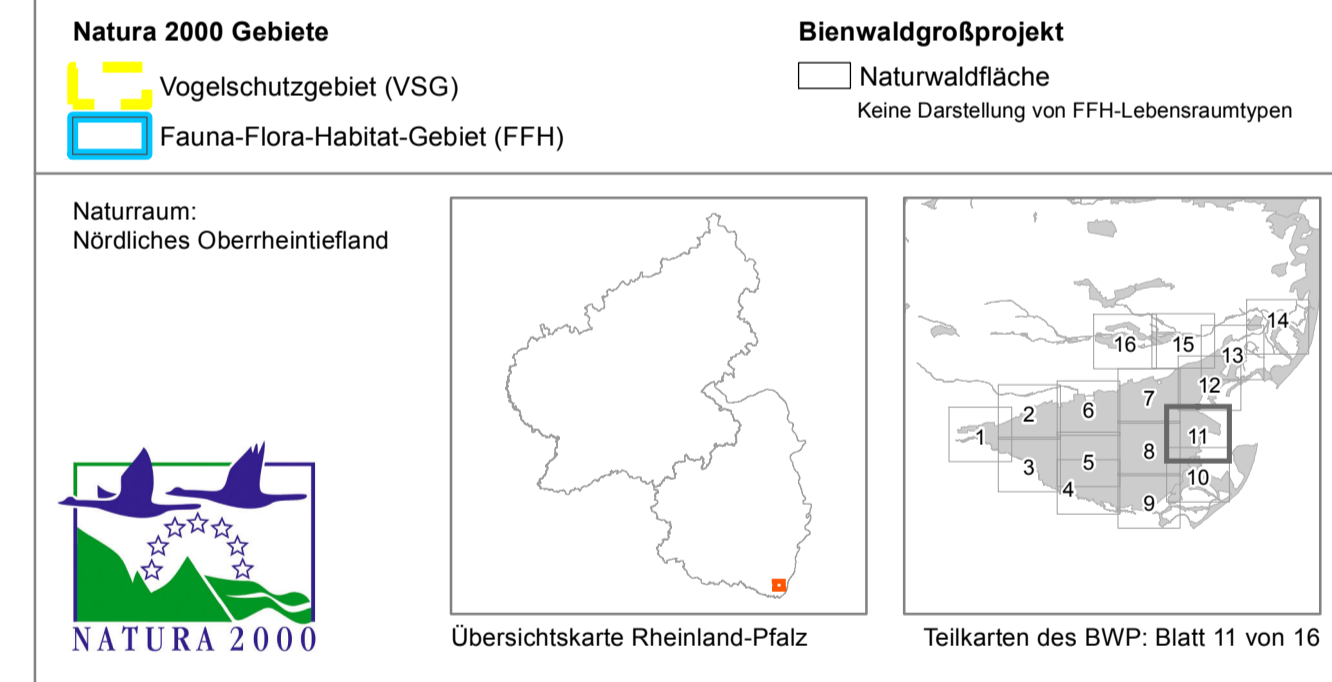 Natura 2000 Gebiete
Vogelschutzgebiet (VSG)
Fauna-Flora-Habitat-Gebiet (FFH)
Bienwaldgroßprojekt
Naturwaldfläche
Keine Darstellung von FFH-Lebensraumtypen
Naturraum:
Nördliches Oberrheintiefland
NATURA 2000
Übersichtskarte Rheinland-Pfalz
14
16
15
13
12
7
6
2
1
11
8
5
3
10
4
9
Teilkarten des BWP: Blatt 11 von 16